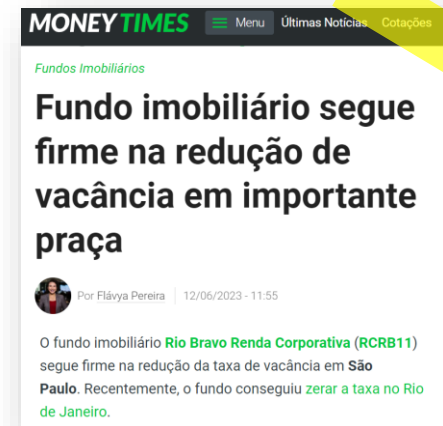 MONEY TIMES Menu Últimas Notícias Cotações
Fundos Imobiliários
Fundo imobiliário segue
firme na redução de
vacância em importante
praça
Por Flávya Pereira 12/06/2023 - 11:55
O fundo imobiliário Rio Bravo Renda Corporativa (RCRB11)
segue firme na redução da taxa de vacância em São
Paulo. Recentemente, o fundo conseguiu zerar a taxa no Rio
de Janeiro.